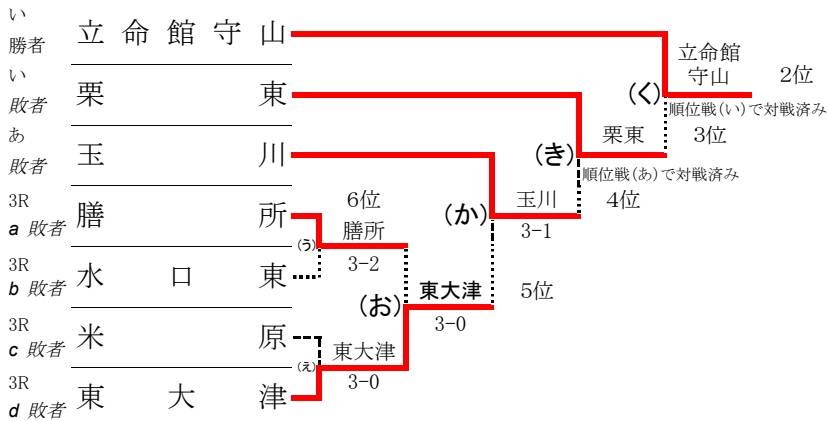 い
勝者
立命館守山
い
敗者
栗東
あ
敗者
玉川
3R
a 敗者
膳所
3R
b 敗者
水口東
3R
c 敗者
米原
3R
d 敗者
東大津
(う)
6位
膳所
3-2
(え)
東大津
3-0
(お)
東大津
3-0
5位
(か)
玉川
3-1
4位
(き)
順位戦(あ)で対戦済み
栗東
3位
(く)
順位戦(い)で対戦済み
立命館
守山
2位